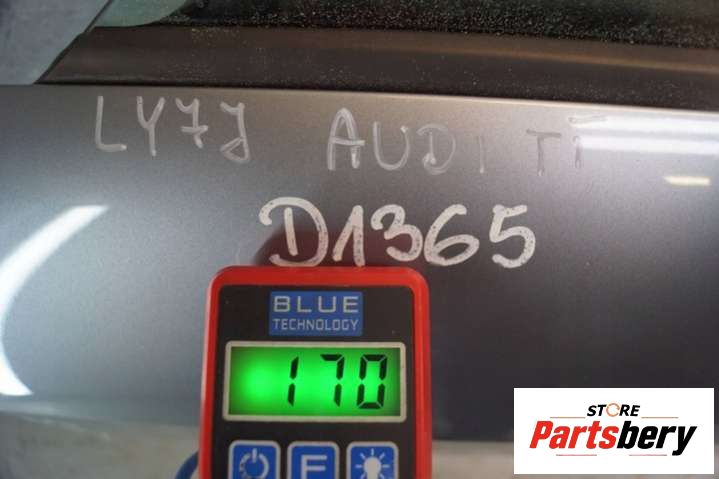 LY7J AUDI TT
D1365
BLUE
TECHNOLOGY
170
F
STORE
Partsbery